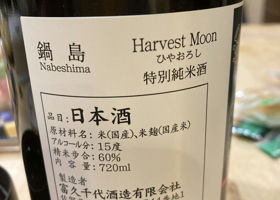 鍋島
Nabeshima
Harvest Moon
ひやおろし
特別純米酒
品目：日本酒
原材料名：米(国産)、米麹(国産米)
アルコール分：15度
精米歩合：60%
内容量：720ml
製造者
富久千代酒造有限会社